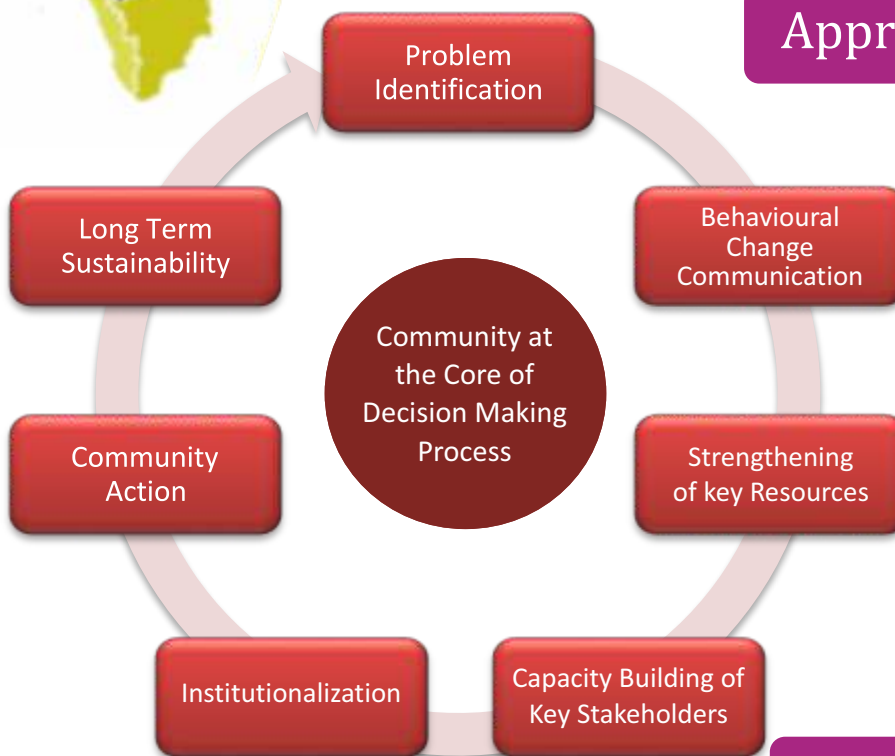 Appr
Problem
Identification
Behavioural
Change
Communication
Strengthening
of key Resources
Capacity Building of
Key Stakeholders
Institutionalization
Community
Action
Long Term
Sustainability
Community at
the Core of
Decision Making
Process